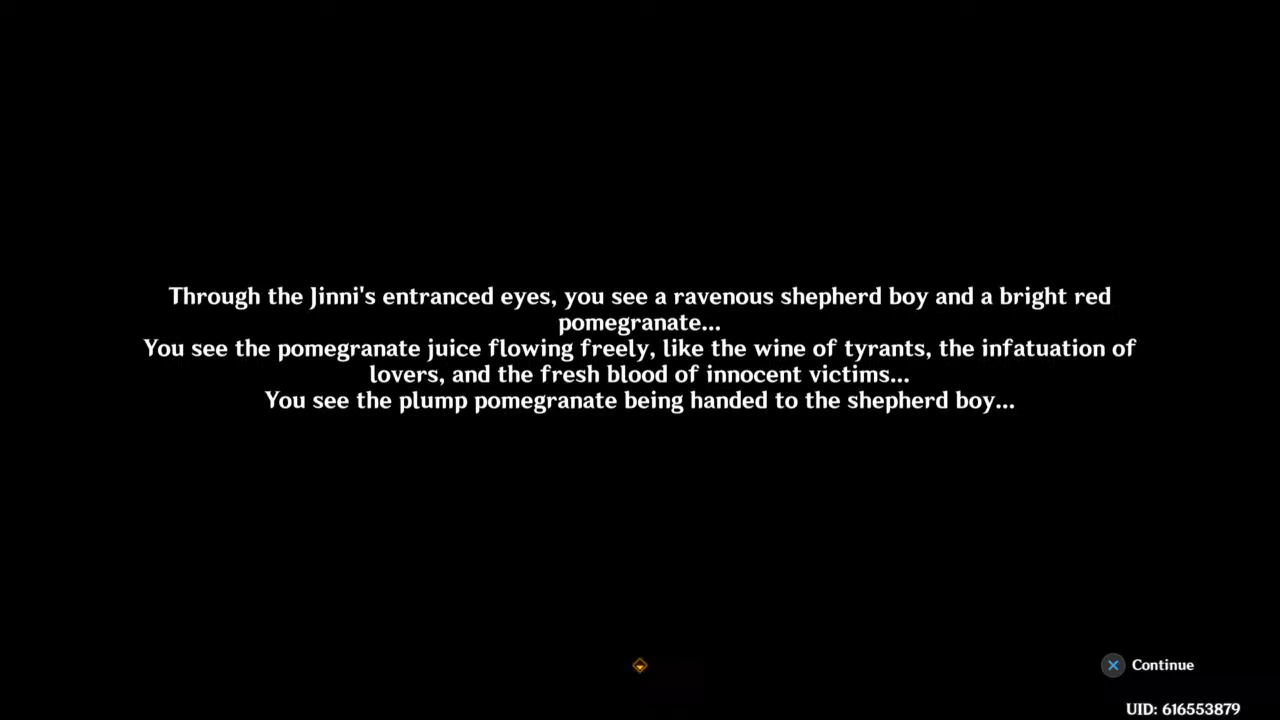 Through the Jinni's entranced eyes, you see a ravenous shepherd boy and a bright red
pomegranate...
You see the pomegranate juice flowing freely, like the wine of tyrants, the infatuation of
lovers, and the fresh blood of innocent victims...
You see the plump pomegranate being handed to the shepherd boy...
Continue
UID: 616553879